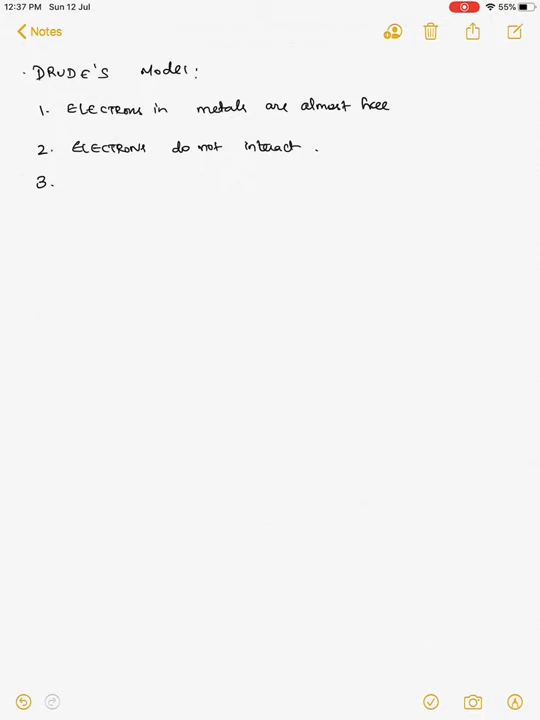 12:37 PM Sun 12 Jul 55%
Notes
· DRUDE'S Model:
1. ELECTRONS in metals are almost free
2. ELECTRONS do not interact .
3.